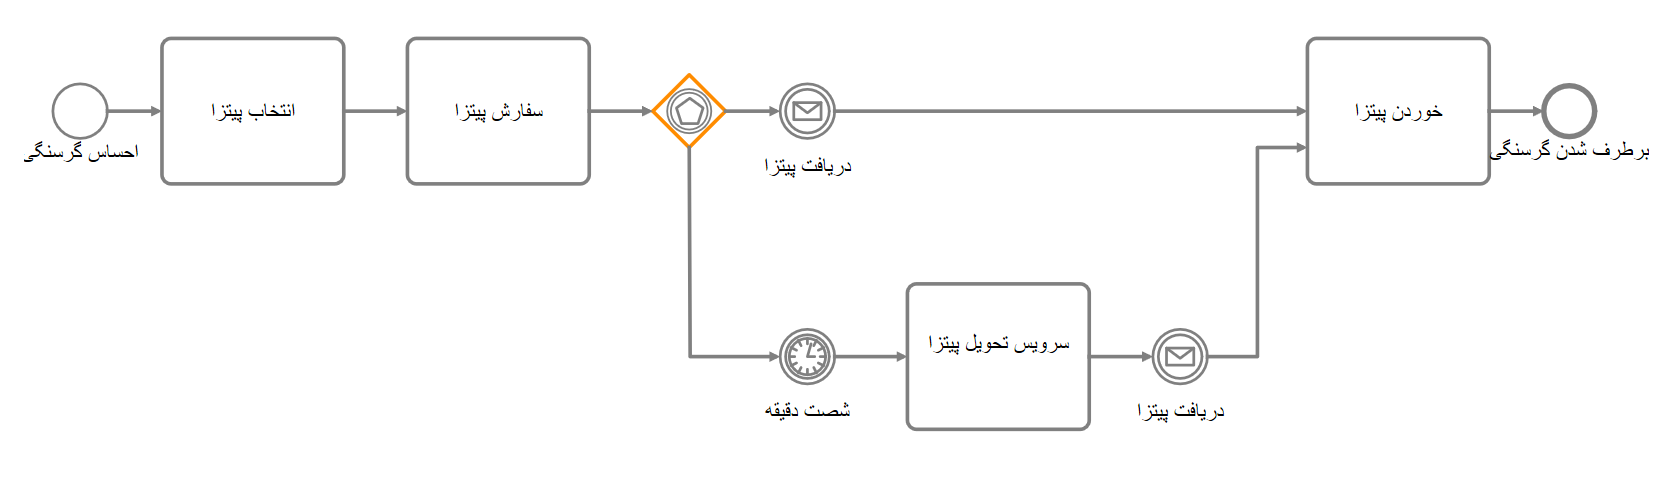 احساس گرسنگی
انتخاب پیتزا
سفارش پیتزا
دریافت پیتزا
خوردن پیتزا
برطرف شدن گرسنگی
شصت دقیقه
سرویس تحویل پیتزا
دریافت پیتزا